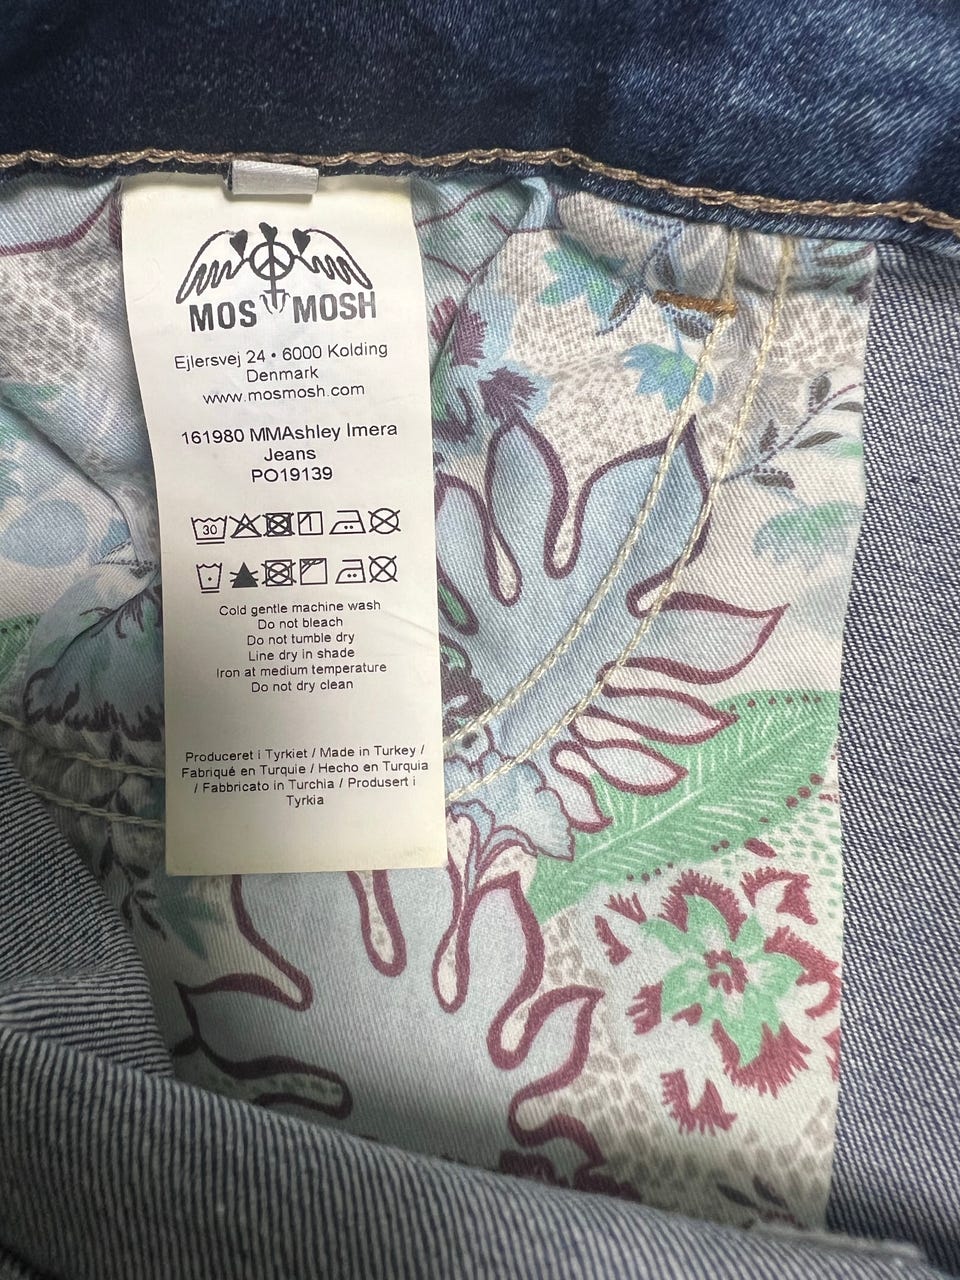 MOS MOSH
Ejlersvej 24 • 6000 Kolding
Denmark
www.mosmosh.com
161980 MMAshley Imera
Jeans
PO19139
30
Cold gentle machine wash
Do not bleach
Do not tumble dry
Line dry in shade
Iron at medium temperature
Do not dry clean
Produceret i Tyrkiet / Made in Turkey /
Fabriqué en Turquie / Hecho en Turquia
/ Fabbricato in Turchia / Produsert i
Tyrkia